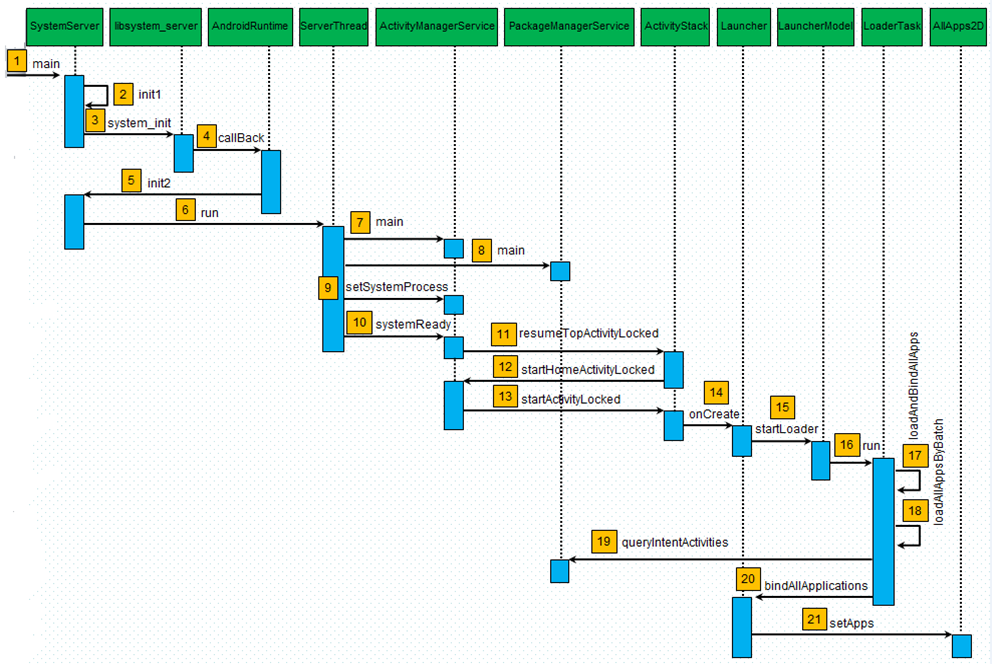 SystemServer
libsystem_server
AndroidRuntime
ServerThread
ActivityManagerService
PackageManagerService
ActivityStack
Launcher
LauncherModel
LoaderTask
AllApps2D
1 main
2 init1
3 system_init
4 callBack
5 init2
6 run
7 main
8 main
9 setSystemProcess
10 systemReady
11 resumeTopActivityLocked
12 startHomeActivityLocked
13 startActivityLocked
14 onCreate
15 startLoader
16 run
17 loadAndBindAllApps
18 loadAllAppsByBatch
19 queryIntentActivities
20 bindAllApplications
21 setApps